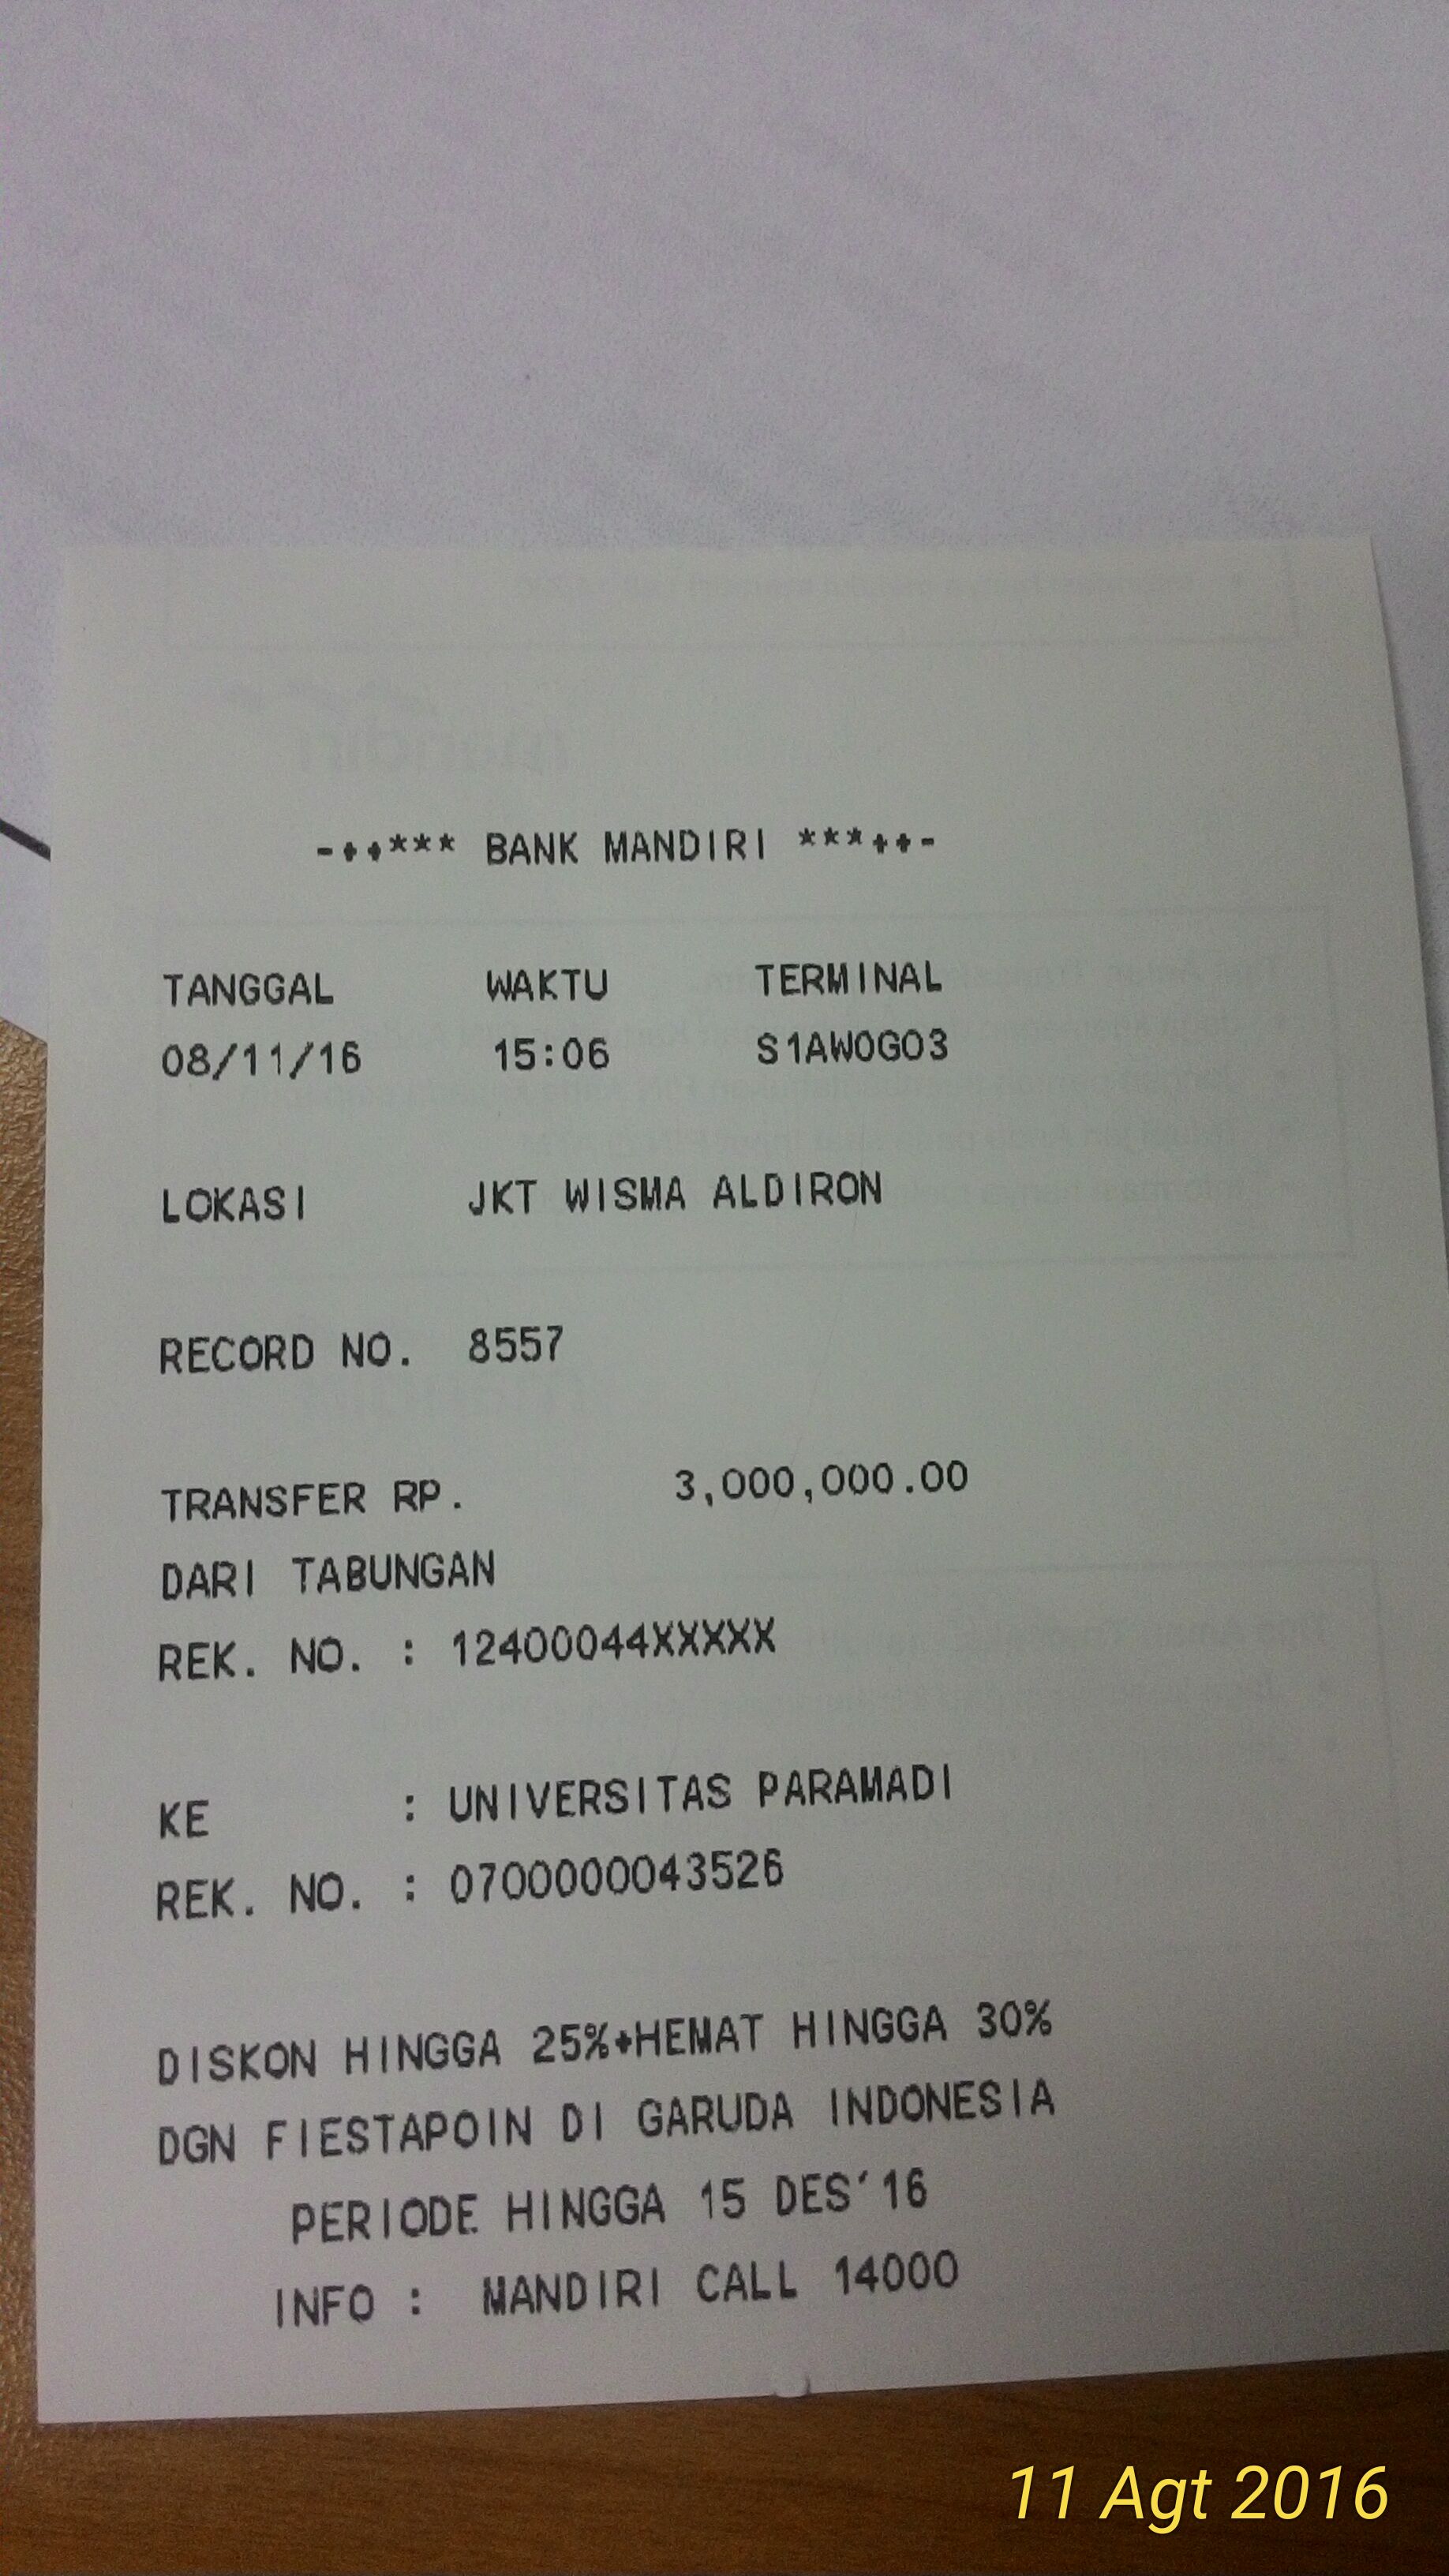 -++*** BANK MANDIRI ***++-
TANGGAL WAKTU TERMINAL
08/11/16 15:06 S1AW0G03
LOKASI JKT WISMA ALDIRON
RECORD NO. 8557
TRANSFER RP. 3,000,000.00
DARI TABUNGAN
REK. NO. : 12400044XXXXX
KE : UNIVERSITAS PARAMADI
REK. NO. : 0700000043526
DISKON HINGGA 25%+HEMAT HINGGA 30%
DGN FIESTAPOIN DI GARUDA INDONESIA
PERIODE HINGGA 15 DES'16
INFO : MANDIRI CALL 14000
11 Agt 2016